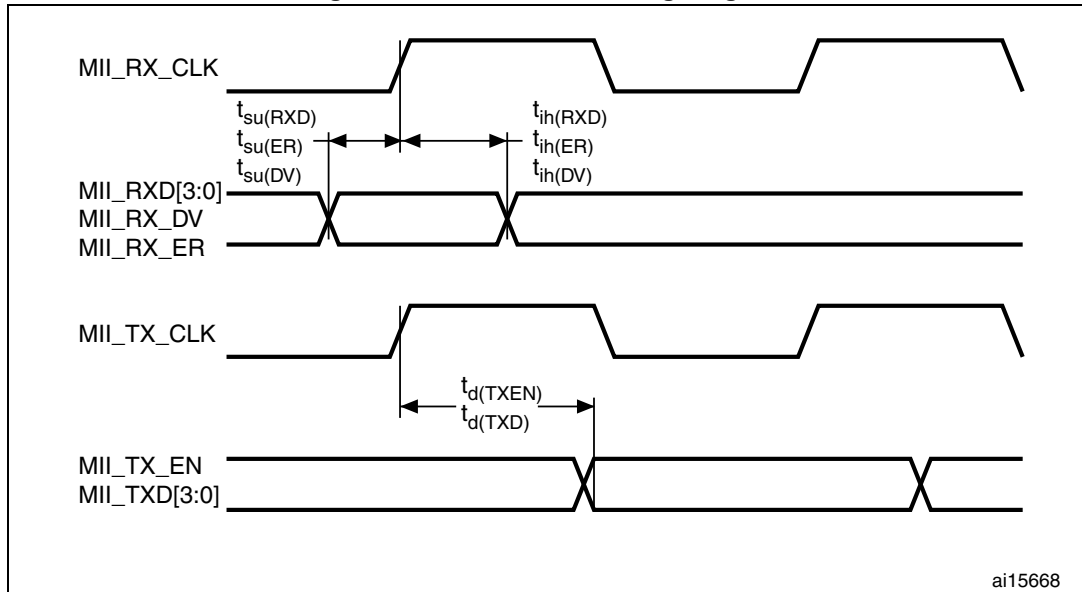 MII_RX_CLK
tsu(RXD)
tsu(ER)
tsu(DV)
tih(RXD)
tih(ER)
tih(DV)
MII_RXD[3:0]
MII_RX_DV
MII_RX_ER
MII_TX_CLK
td(TXEN)
td(TXD)
MII_TX_EN
MII_TXD[3:0]
ai15668